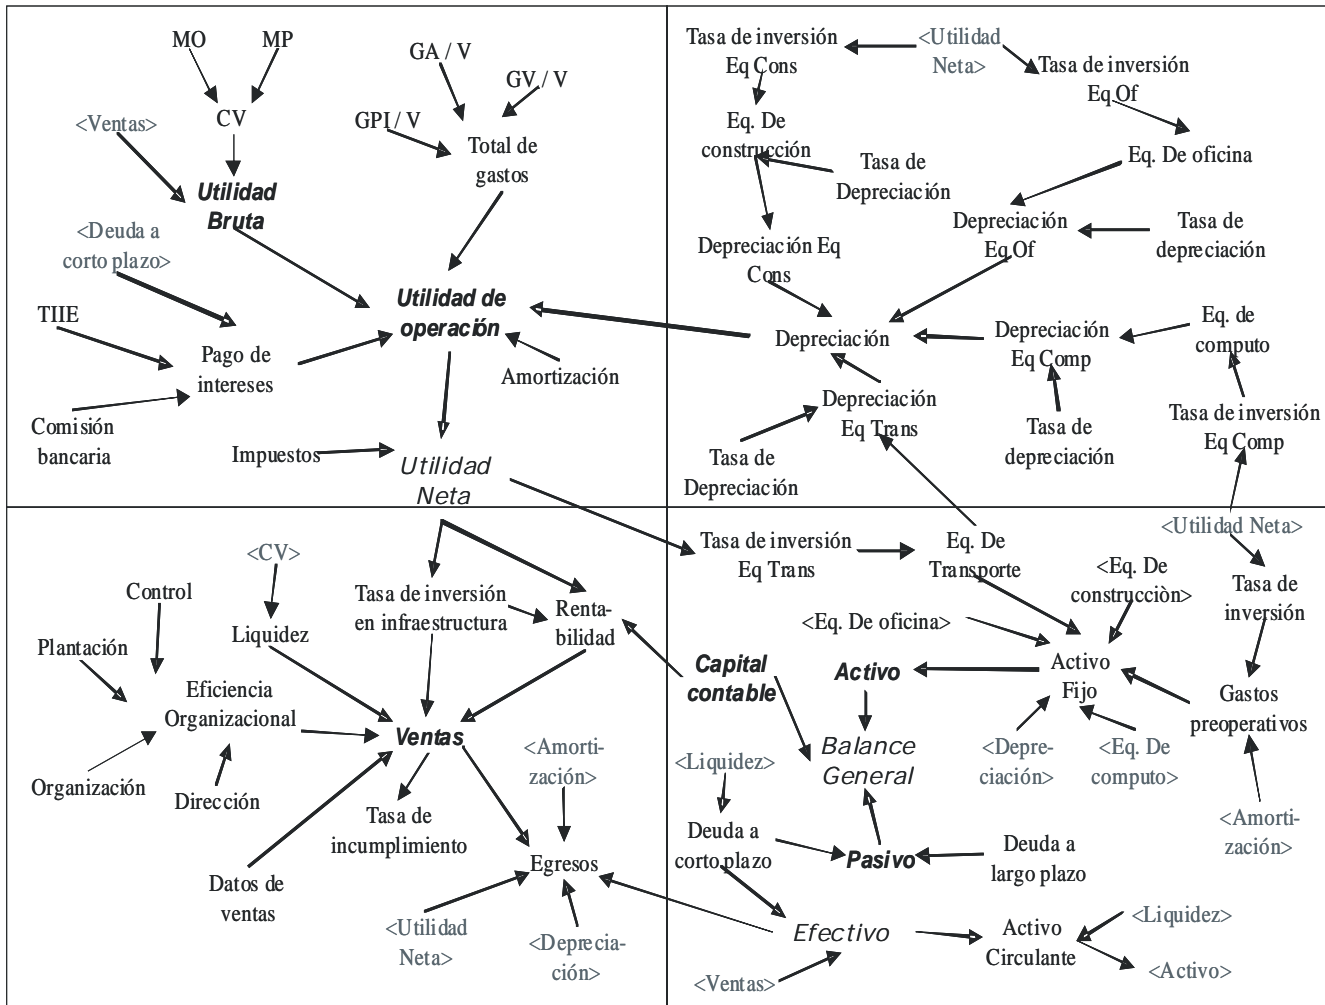 MO
MP
GA / V
GV / V
GPI / V
<Ventas>
CV
Total de
gastos
Utilidad
Bruta
<Deuda a
corto plazo>
Utilidad de
operación
TIIE
Pago de
intereses
Amortización
Comisión
bancaria
Impuestos
Utilidad
Neta
Tasa de inversión
Eq Cons
<Utilidad
Neta>
Tasa de inversión
Eq Of
Eq. De
construcción
Tasa de
Depreciación
Eq. De oficina
Depreciación
Eq Of
Tasa de
depreciación
Depreciación Eq
Cons
Depreciación
Depreciación
Eq Comp
Eq. de
computo
Depreciación
Eq Trans
Tasa de
Depreciación
Tasa de
depreciación
Tasa de inversión
Eq Comp
<CV>
Control
Liquidez
Tasa de inversión
en infraestructura
Renta-
bilidad
Plantación
Eficiencia
Organizacional
Ventas
Organización
Dirección
<Amorti-
zación>
Tasa de
incumplimiento
Egresos
Datos de
ventas
<Utilidad
Neta>
<Deprecia-
ción>
Tasa de inversión
Eq Trans
Eq. De
Transporte
<Utilidad Neta>
<Eq. De
construcciòn>
Tasa de
inversión
<Eq. De oficina>
Capital
contable
Activo
Activo
Fijo
Gastos
preoperativos
Balance
General
<Depre-
ciación>
<Eq. De
computo>
<Liquidez>
<Amorti-
zación>
Deuda a
corto plazo
Pasivo
Deuda a
largo plazo
Efectivo
Activo
Circulante
<Liquidez>
<Activo>
<Ventas>